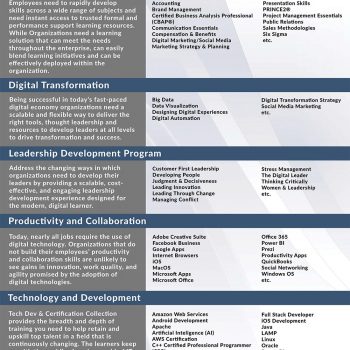 Employees need to rapidly develop
skills across a wide range of subjects and
need instant access to trusted formal and
performance support learning resources.
While Organizations need a learning
solution that can meet the needs
throughout the enterprise, can easily
blend learning initiatives and can be
effectively deployed within the
organization.
Accounting
Brand Management
Certified Business Analysis Professional
(CBAP®)
Communication Essentials
Compensation & Benefits
Digital Marketing/Social Media
Marketing Strategy & Planning
Presentation Skills
PRINCE2®
Project Management Essentials
Public Relations
Sales Methodologies
Six Sigma
etc.
Digital Transformation
Being successful in today's fast-paced
digital economy organizations need a
scalable and flexible way to deliver the
right tools, thought leadership and
resources to develop leaders at all levels
to drive transformation and success.
Big Data
Data Visualization
Designing Digital Experiences
Digital Automation
Digital Transformation Strategy
Social Media Marketing
etc.
Leadership Development Program
Address the changing ways in which
organizations need to develop their
leaders by providing a scalable, cost-
effective, and engaging leadership
development experience designed for
the modern, digital learner.
Customer First Leadership
Developing People
Judgment & Decisiveness
Leading Innovation
Leading Through Change
Managing Conflict
Stress Management
The Digital Leader
Thinking Critically
Women & Leadership
etc.
Productivity and Collaboration
Today, nearly all jobs require the use of
digital technology. Organizations that do
not build their employees' productivity
and collaboration skills are unlikely to
see gains in innovation, work quality, and
agility promised by the adoption of
digital technologies.
Adobe Creative Suite
Facebook Business
Google Apps
Internet Browsers
iOS
MacOS
Microsoft Apps
Microsoft Office
Office 365
Power BI
Prezi
Productivity Apps
QuickBooks
Social Networking
Windows OS
etc.
Technology and Development
Tech Dev & Certification Collection
provides the breadth and depth of
training you need to help retain and
upskill top talent in a field that is
continuously changing. The learners keep
Amazon Web Services
Android Development
Apache
Artificial Intelligence (AI)
AWS Certification
C++ Certified Professional Programmer
Full Stack Developer
iOS Development
Java
LAMP
Linux
Oracle